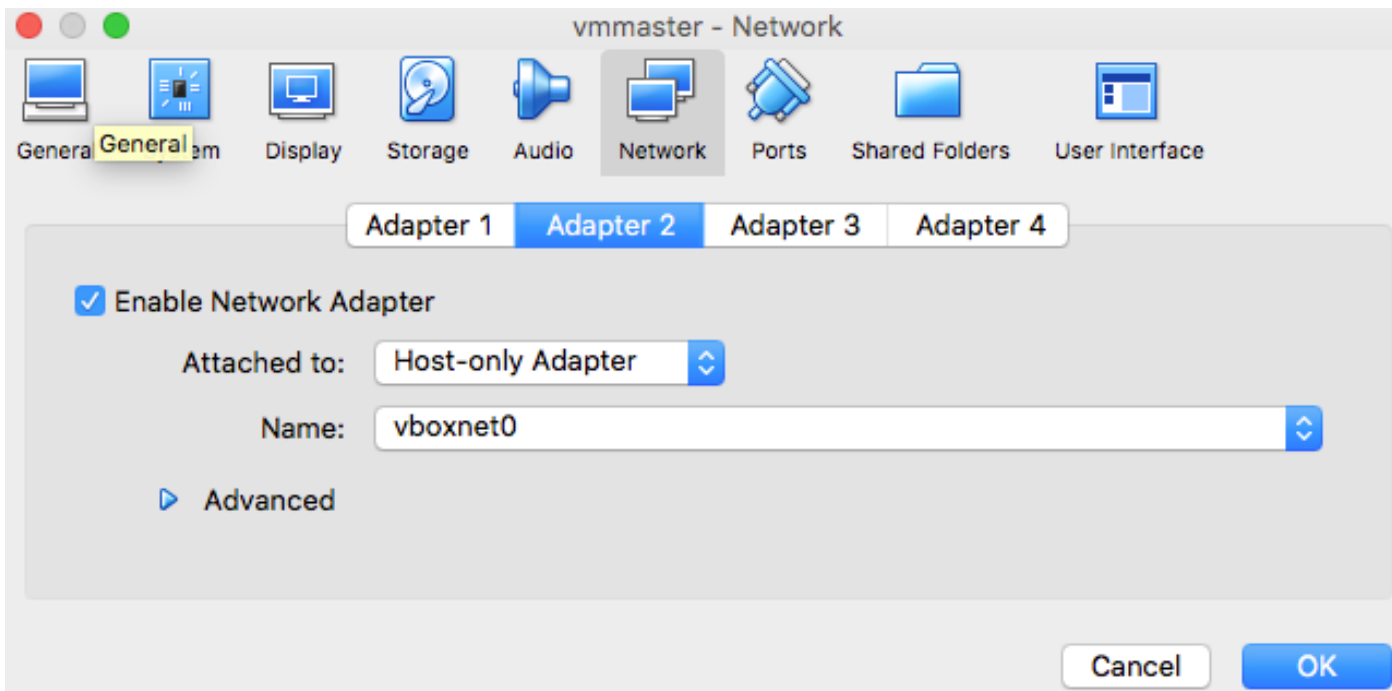 vmmaster - Network
General
Display
Storage
Audio
Network
Ports
Shared Folders
User Interface
General
Adapter 1
Adapter 2
Adapter 3
Adapter 4
Enable Network Adapter
Attached to: Host-only Adapter
Name: vboxnet0
Advanced
Cancel
OK